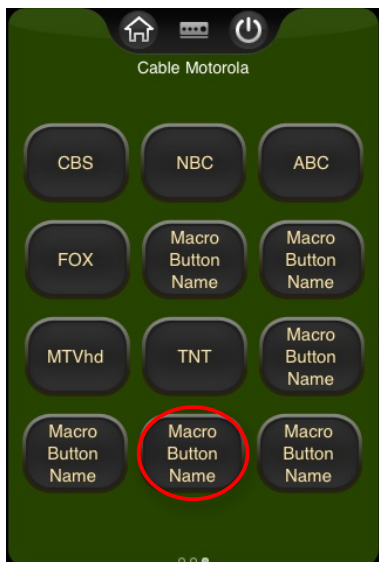 Cable Motorola
CBS
NBC
ABC
FOX
Macro
Button
Name
Macro
Button
Name
MTVhd
TNT
Macro
Button
Name
Macro
Button
Name
Macro
Button
Name
Macro
Button
Name